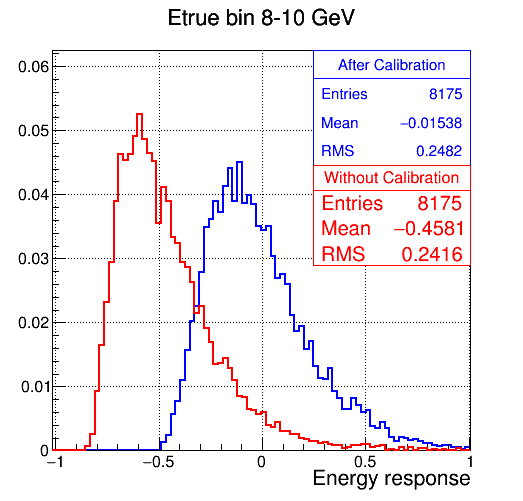 Etrue bin 8-10 GeV
0.06
0.05
0.04
0.03
0.02
0.01
0
After Calibration
Entries 8175
Mean −0.01538
RMS 0.2482
Without Calibration
Entries 8175
Mean −0.4581
RMS 0.2416
−1 −0.5 0 0.5 1
Energy response